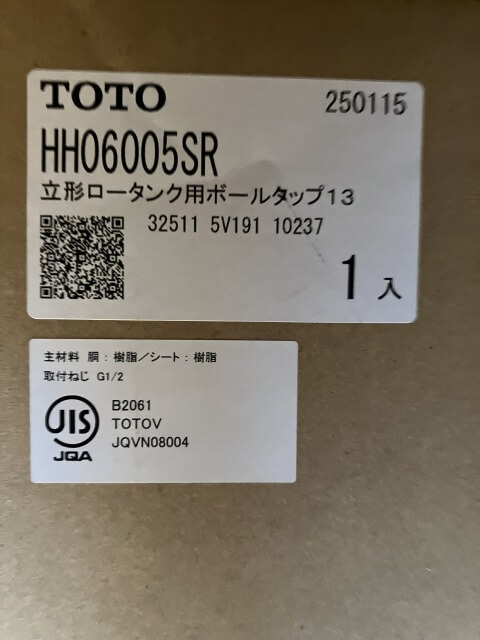 TOTO 250115
HH06005SR
立形ロータンク用ボールタップ13
32511 5V191 10237
1 入
主材料 胴：樹脂／シート：樹脂
取付ねじ G1/2
JIS
JQA
B2061
TOTOV
JQVN08004